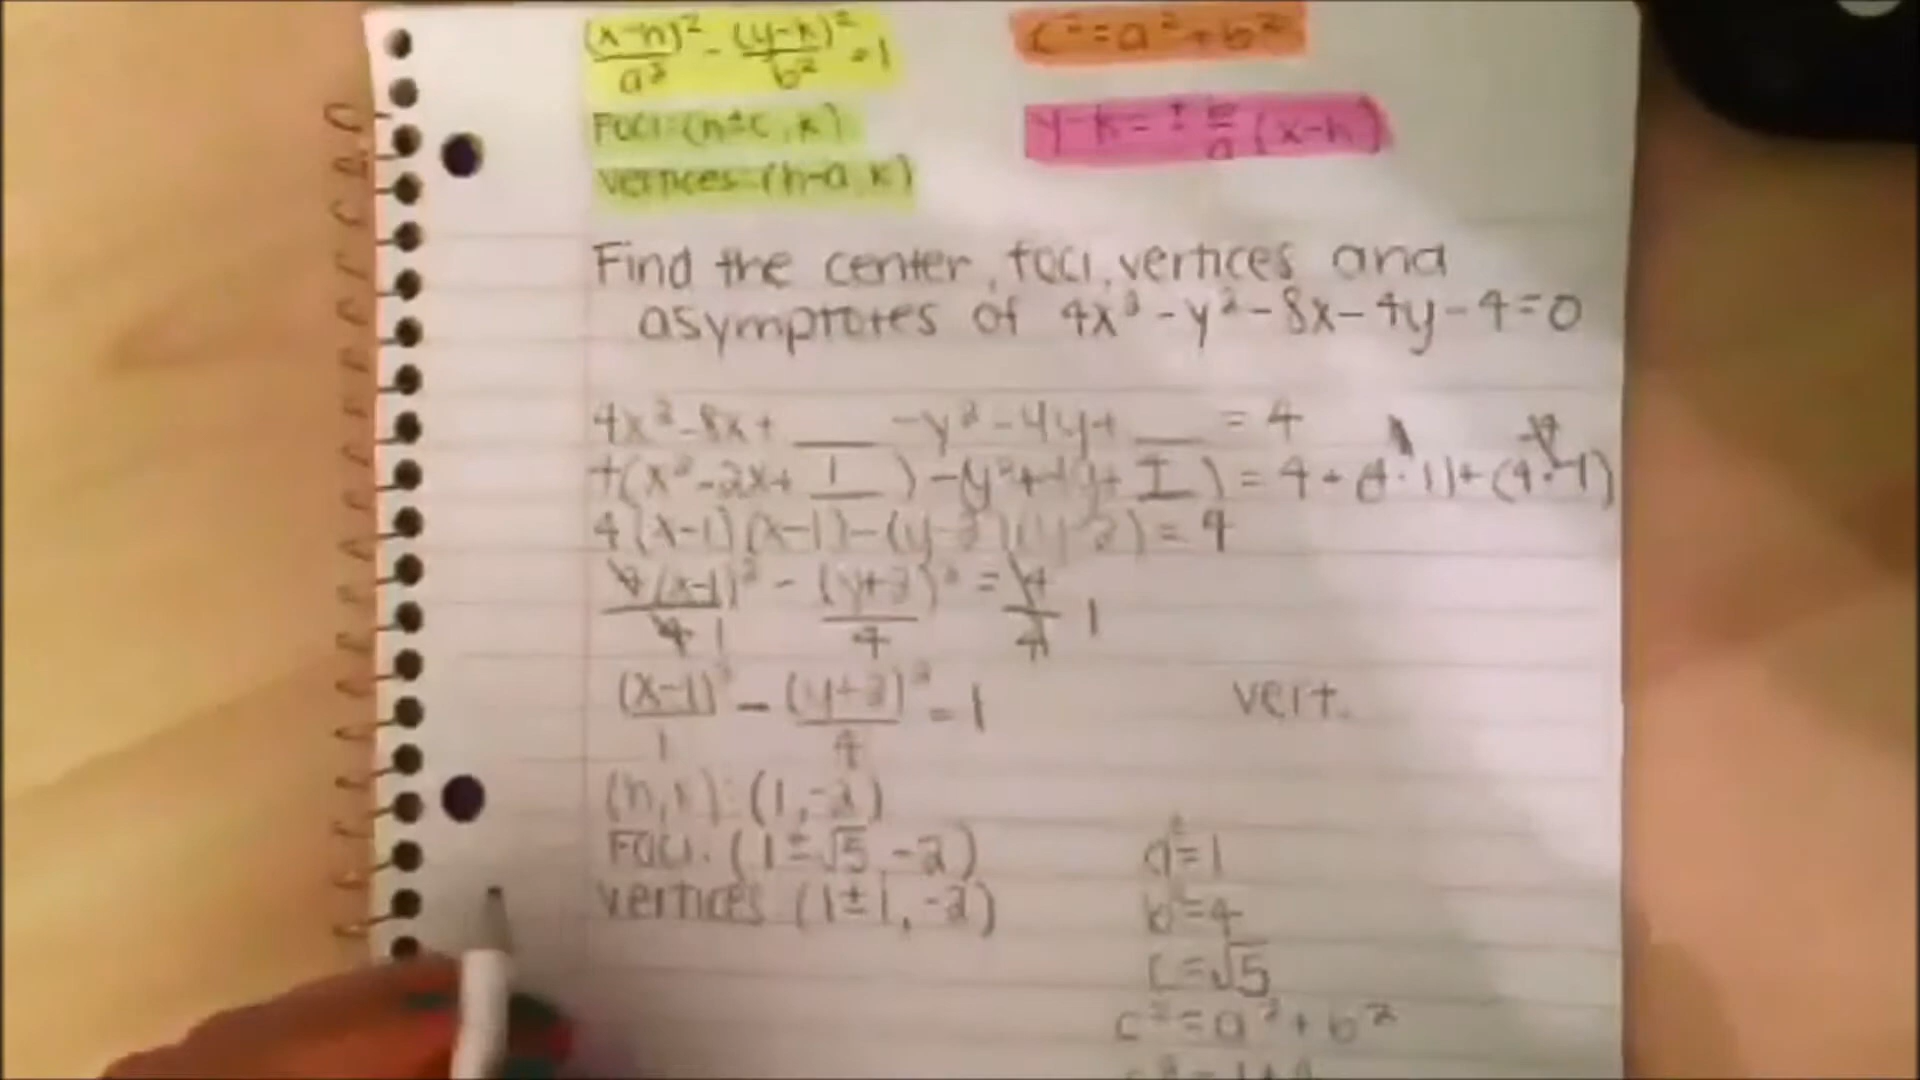 (x-h)² / a² - (y-k)² / b² = 1
c² = a² + b²
Foci: (h±c, k)
y-k = ± b/a (x-h)
vertices: (h-a, k)
Find the center, foci, vertices and
asymptotes of 4x² - y² - 8x - 4y - 4 = 0
4x² - 8x + ___ - y² - 4y + ___ = 4
(x² - 2x + 1) - (y² + 4y + ) = 4 + (4·1) + (4·-1)
4(x-1)(x-1) - (y 2)(y 2) = 4
4(x-1)² / 4 1 - (y+2)² / 4 = 4/4 1
(x-1)² / 1 - (y+2)² / 4 = 1
vert.
(h,k): (1,-2)
Foci: (1±√5, -2)
a² = 1
vertices (1±1, -2)
b² = 4
c = √5
c² = a² + b²